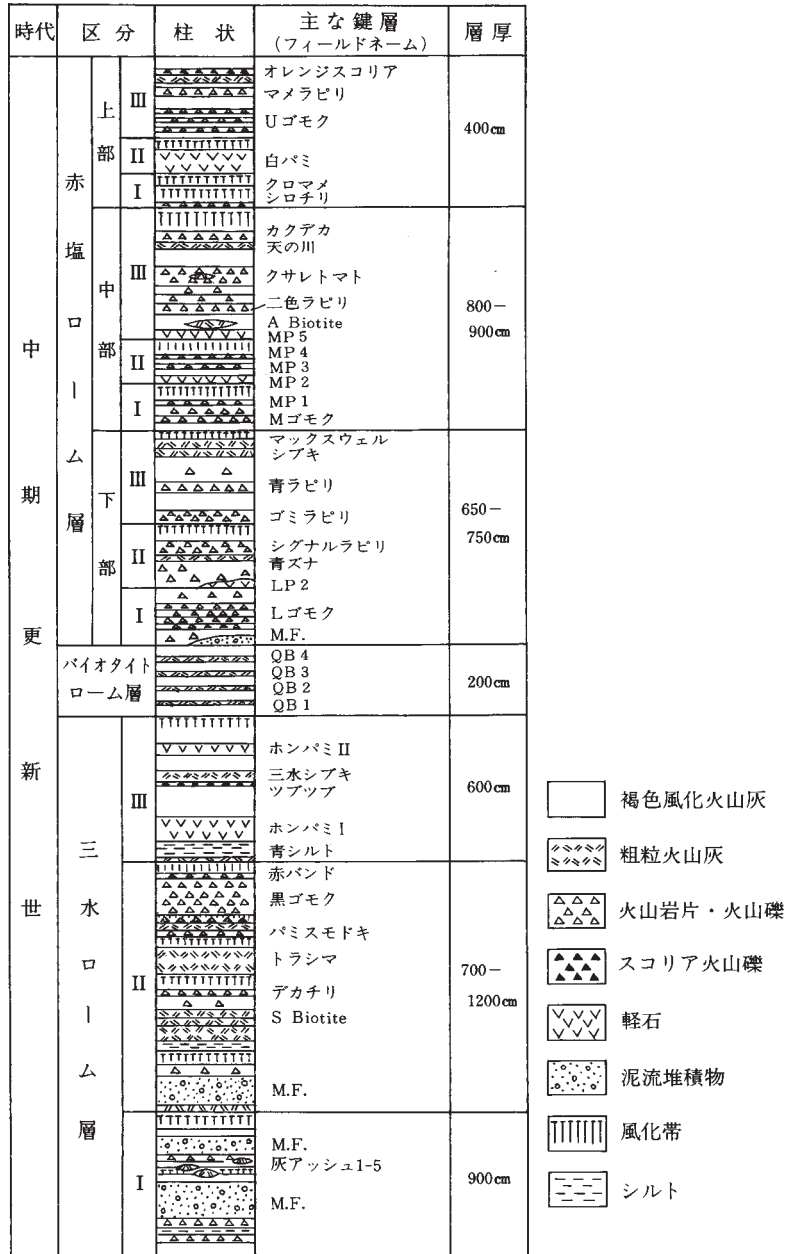 時代
区分
柱状
主な鍵層
(フィールドネーム)
層厚
中期更新世
赤塩ローム層
上部
III
オレンジスコリア
マメラピリ
Uゴモク
II
白パミ
I
クロマメ
シロチリ
400cm
中部
III
カクデカ
天の川
クサレトマト
二色ラピリ
A Biotite
MP5
II
MP4
MP3
MP2
I
MP1
Mゴモク
800-
900cm
下部
III
マックスウェル
シブキ
青ラピリ
ゴミラピリ
II
シグナルラピリ
青ズナ
LP2
I
Lゴモク
M.F.
650-
750cm
バイオタイト
ローム層
QB4
QB3
QB2
QB1
200cm
三水ローム層
III
ホンパミII
三水シブキ
ツブツブ
ホンパミI
青シルト
600cm
II
赤バンド
黒ゴモク
パミスモドキ
トラシマ
デカチリ
S Biotite
M.F.
700-
1200cm
I
M.F.
灰アッシュ1-5
M.F.
900cm
褐色風化火山灰
粗粒火山灰
火山岩片・火山礫
スコリア火山礫
軽石
泥流堆積物
風化帯
シルト